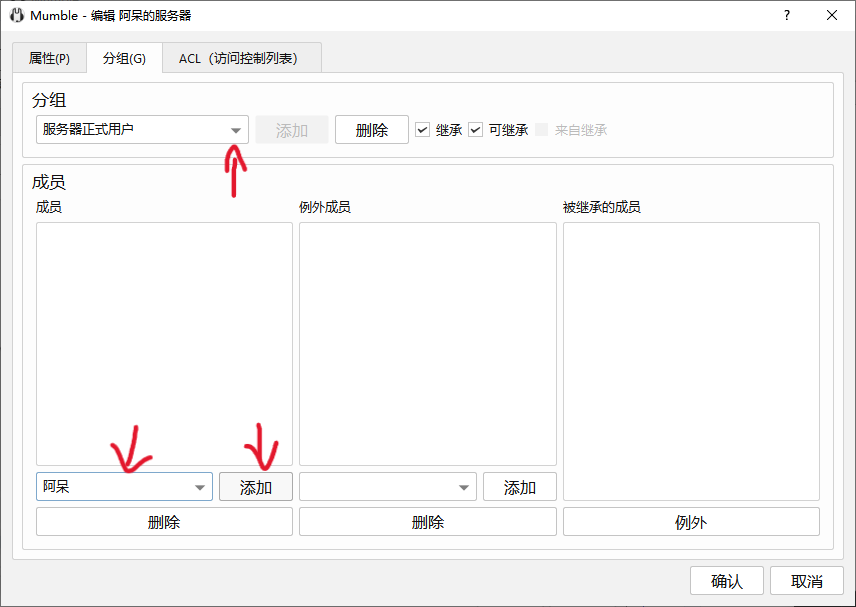 Mumble - 编辑 阿呆的服务器
属性(P) 分组(G) ACL（访问控制列表）
分组
服务器正式用户 添加 删除 继承 可继承 来自继承
成员
成员 例外成员 被继承的成员
阿呆 添加 添加
删除 删除 例外
确认 取消